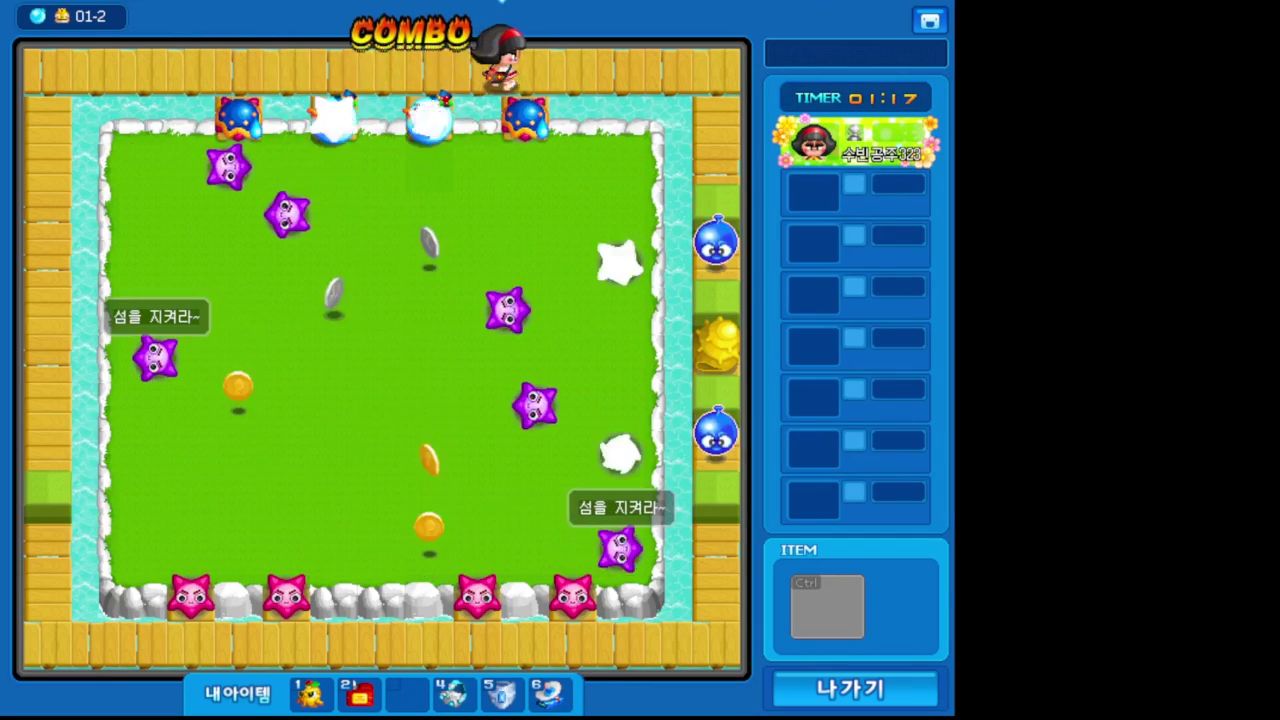 01-2
COMBO
TIMER 01:17
수빈공주323
섬을 지켜라~
섬을 지켜라~
ITEM
Ctrl
내아이템
1
2
4
5
6
나가기